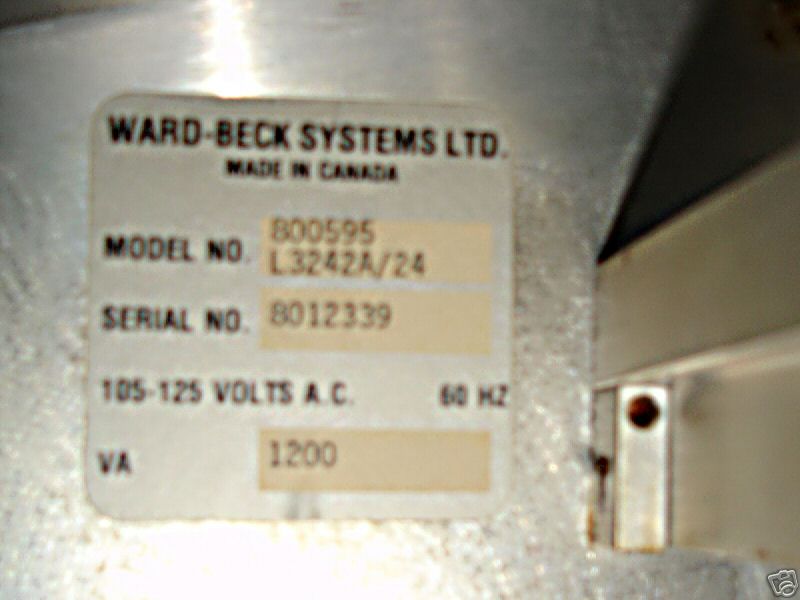 WARD-BECK SYSTEMS LTD.
MADE IN CANADA
MODEL NO. 800595
L3242A/24
SERIAL NO. 8012339
105-125 VOLTS A.C. 60 HZ
VA 1200